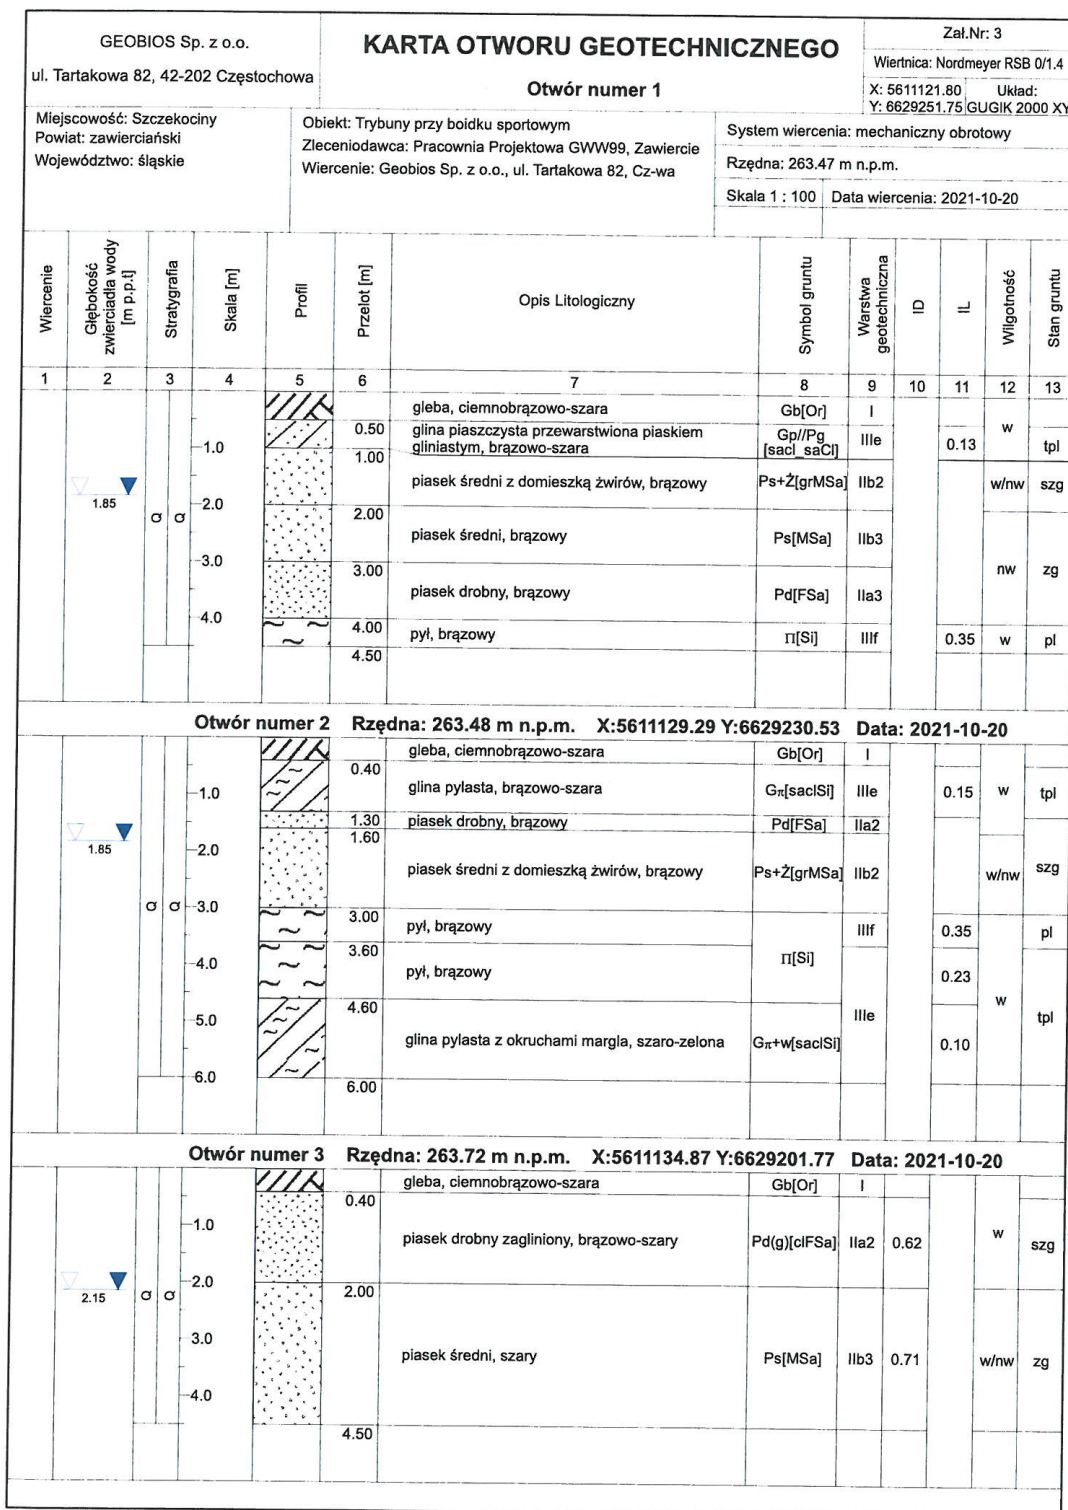 GEOBIOS Sp. z o.o.
ul. Tartakowa 82, 42-202 Częstochowa
KARTA OTWORU GEOTECHNICZNEGO
Otwór numer 1
Zał.Nr: 3
Wiertnica: Nordmeyer RSB 0/1.4
X: 5611121.80 Układ:
Y: 6629251.75 GUGIK 2000 XY
Miejscowość: Szczekociny
Powiat: zawierciański
Województwo: śląskie
Obiekt: Trybuny przy boidku sportowym
Zleceniodawca: Pracownia Projektowa GWW99, Zawiercie
Wiercenie: Geobios Sp. z o.o., ul. Tartakowa 82, Cz-wa
System wiercenia: mechaniczny obrotowy
Rzędna: 263.47 m n.p.m.
Skala 1 : 100 Data wiercenia: 2021-10-20
Wiercenie
Głębokość zwierciadła wody [m p.p.t]
Stratygrafia
Skala [m]
Profil
Przelot [m]
Opis Litologiczny
Symbol gruntu
Warstwa geotechniczna
ID
IL
Wilgotność
Stan gruntu
1 2 3 4 5 6 7 8 9 10 11 12 13
gleba, ciemnobrązowo-szara Gb[Or] I
0.50 glina piaszczysta przewarstwiona piaskiem Gp//Pg w
1.0 gliniastym, brązowo-szara [sacl_saCl] IIIe 0.13 tpl
1.00
piasek średni z domieszką żwirów, brązowy Ps+Ż[grMSa] IIb2 w/nw szg
1.85
2.0
2.00
Q Q
piasek średni, brązowy Ps[MSa] IIb3
3.0
3.00 nw zg
piasek drobny, brązowy Pd[FSa] IIa3
4.0
4.00 pył, brązowy Π[Si] IIIf 0.35 w pl
4.50
Otwór numer 2 Rzędna: 263.48 m n.p.m. X:5611129.29 Y:6629230.53 Data: 2021-10-20
gleba, ciemnobrązowo-szara Gb[Or] I
0.40
1.0 glina pylasta, brązowo-szara Gπ[saclSi] IIIe 0.15 w tpl
1.30 piasek drobny, brązowy Pd[FSa] IIa2
1.60
1.85
2.0
piasek średni z domieszką żwirów, brązowy Ps+Ż[grMSa] IIb2 w/nw szg
Q Q 3.0
3.00 pył, brązowy IIIf 0.35 pl
3.60 Π[Si]
4.0 pył, brązowy 0.23
4.60 w
5.0 IIIe tpl
glina pylasta z okruchami margla, szaro-zelona Gπ+w[saclSi] 0.10
6.0
6.00
Otwór numer 3 Rzędna: 263.72 m n.p.m. X:5611134.87 Y:6629201.77 Data: 2021-10-20
gleba, ciemnobrązowo-szara Gb[Or] I
0.40
1.0
piasek drobny zagliniony, brązowo-szary Pd(g)[clFSa] IIa2 0.62 w szg
2.0
2.15 Q Q 2.00
3.0
piasek średni, szary Ps[MSa] IIb3 0.71 w/nw zg
4.0
4.50